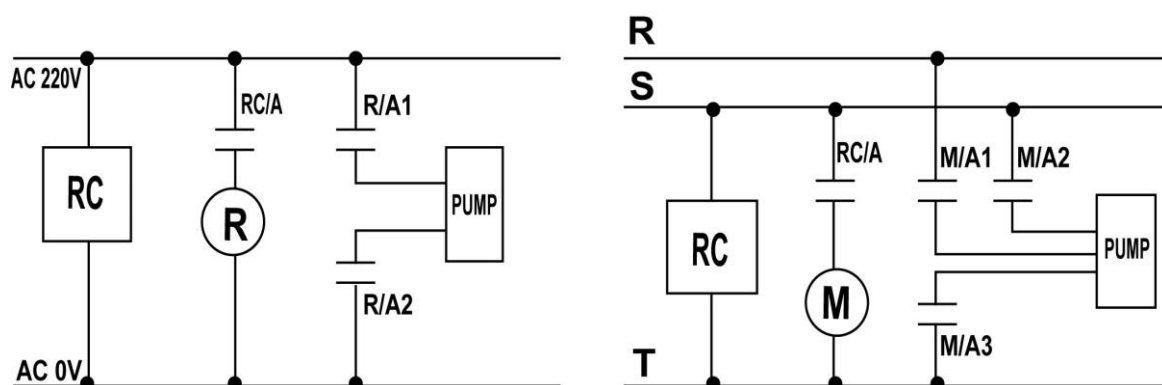 AC 220V
RC
RC/A
R
R/A1
PUMP
R/A2
AC 0V
R
S
RC
RC/A
M
M/A1
M/A2
PUMP
M/A3
T